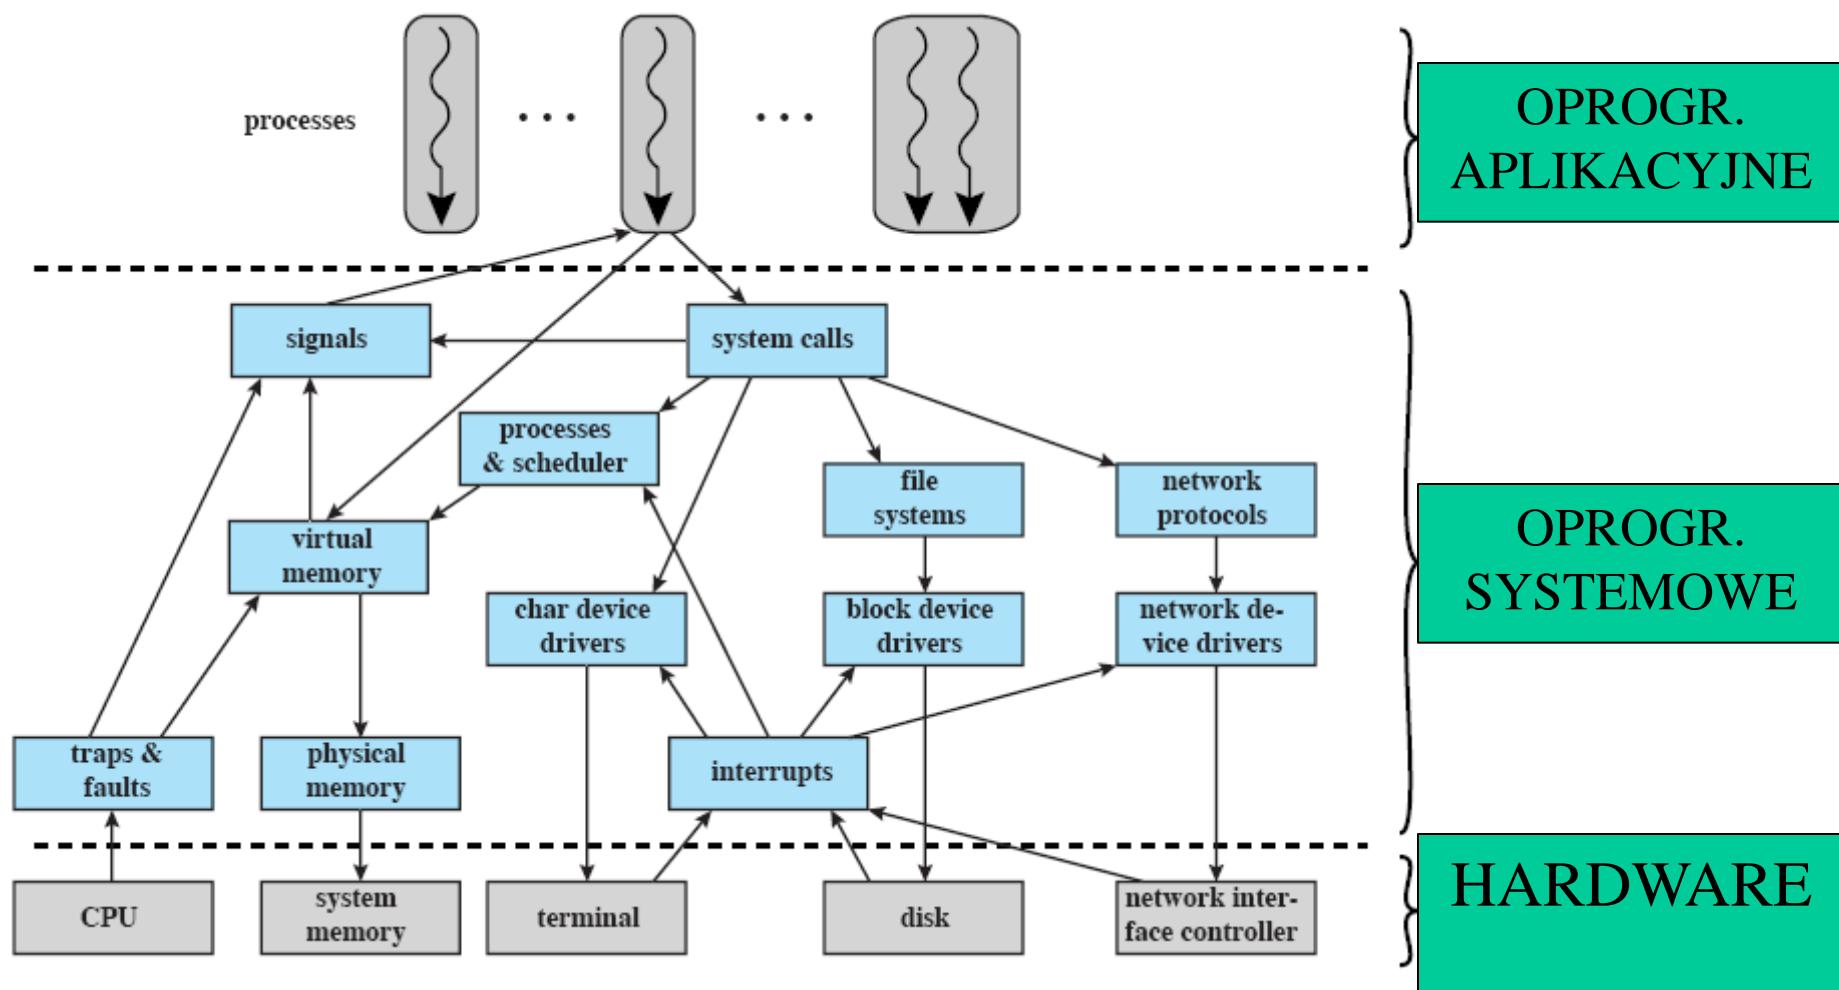 processes
. . .
. . .
OPROGR.
APLIKACYJNE
signals
system calls
processes
& scheduler
file
systems
network
protocols
virtual
memory
char device
drivers
block device
drivers
network de-
vice drivers
OPROGR.
SYSTEMOWE
traps &
faults
physical
memory
interrupts
CPU
system
memory
terminal
disk
network inter-
face controller
HARDWARE